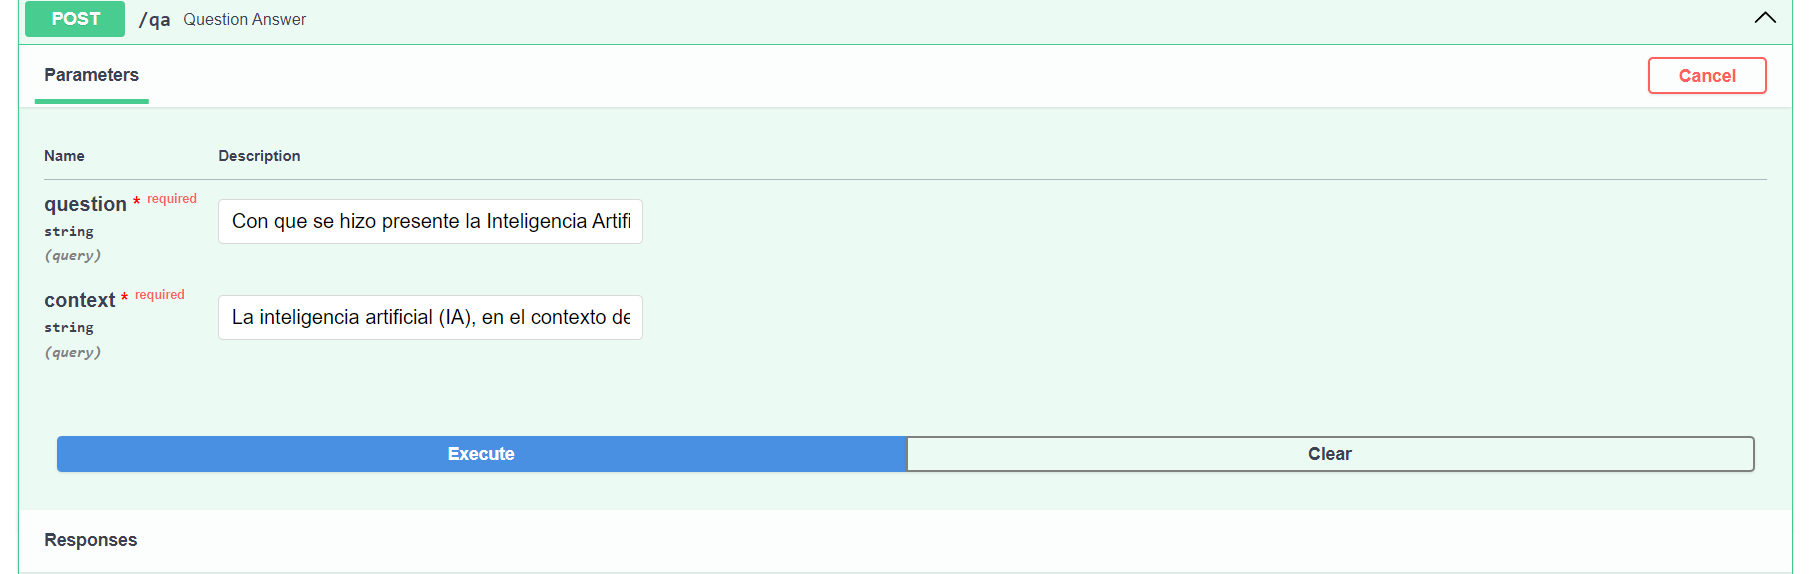 POST /qa Question Answer
Parameters
Cancel
Name Description
question * required
string
(query)
Con que se hizo presente la Inteligencia Artifi
context * required
string
(query)
La inteligencia artificial (IA), en el contexto de
Execute
Clear
Responses